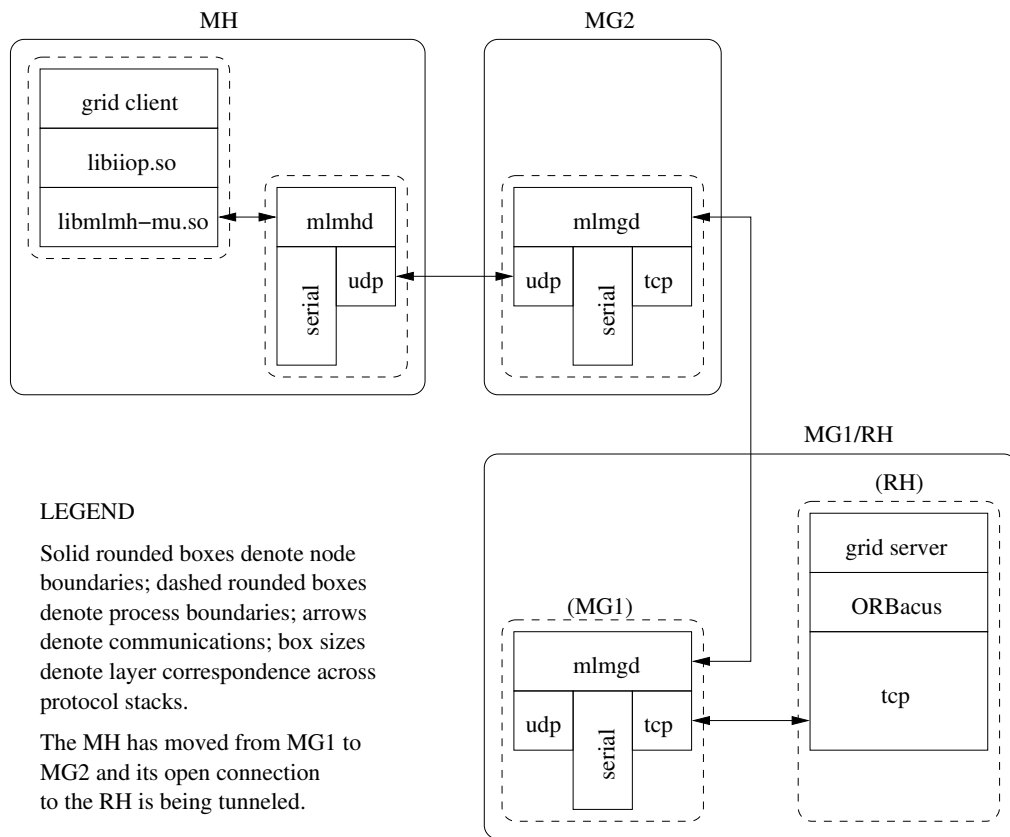 MH
MG2
grid client
libiiop.so
libmlmh−mu.so
mlmhd
serial
udp
mlmgd
udp
serial
tcp
MG1/RH
(RH)
grid server
ORBacus
tcp
(MG1)
mlmgd
udp
serial
tcp
LEGEND
Solid rounded boxes denote node
boundaries; dashed rounded boxes
denote process boundaries; arrows
denote communications; box sizes
denote layer correspondence across
protocol stacks.
The MH has moved from MG1 to
MG2 and its open connection
to the RH is being tunneled.